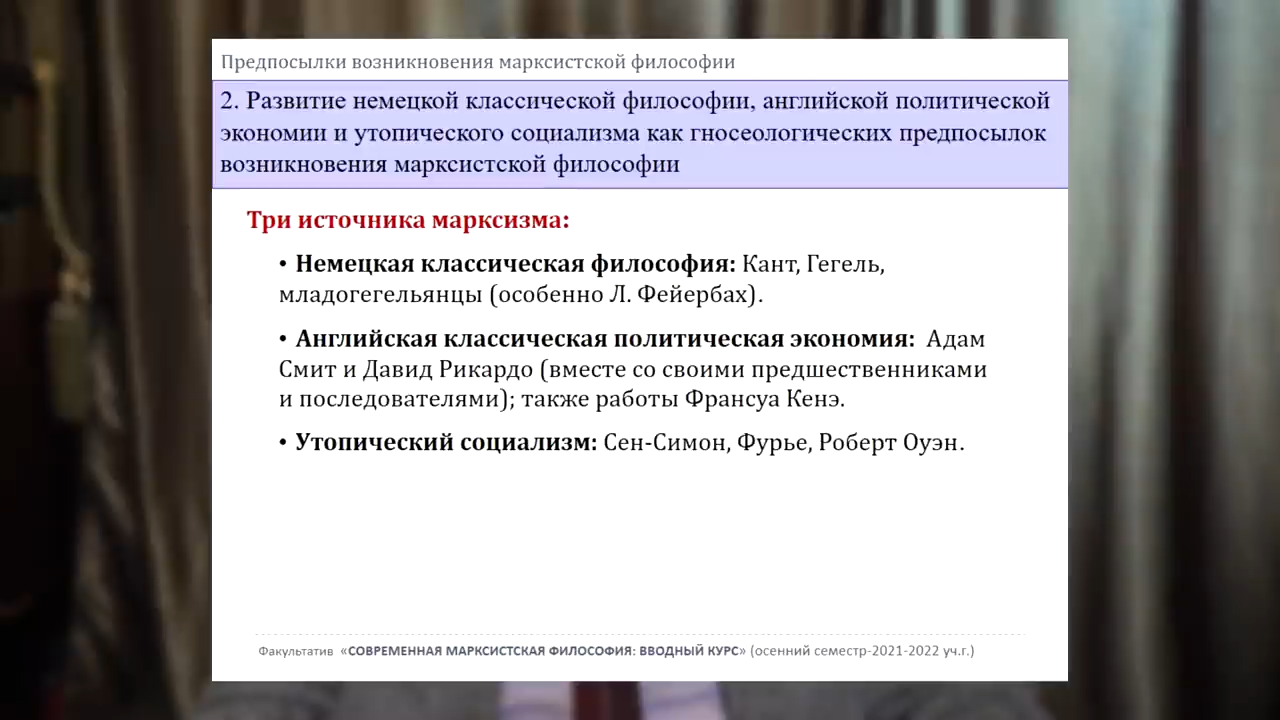 Предпосылки возникновения марксистской философии
2. Развитие немецкой классической философии, английской политической
экономии и утопического социализма как гносеологических предпосылок
возникновения марксистской философии
Три источника марксизма:
• Немецкая классическая философия: Кант, Гегель,
младогегельянцы (особенно Л. Фейербах).
• Английская классическая политическая экономия: Адам
Смит и Давид Рикардо (вместе со своими предшественниками
и последователями); также работы Франсуа Кенэ.
• Утопический социализм: Сен-Симон, Фурье, Роберт Оуэн.
Факультатив «СОВРЕМЕННАЯ МАРКСИСТСКАЯ ФИЛОСОФИЯ: ВВОДНЫЙ КУРС» (осенний семестр-2021-2022 уч.г.)